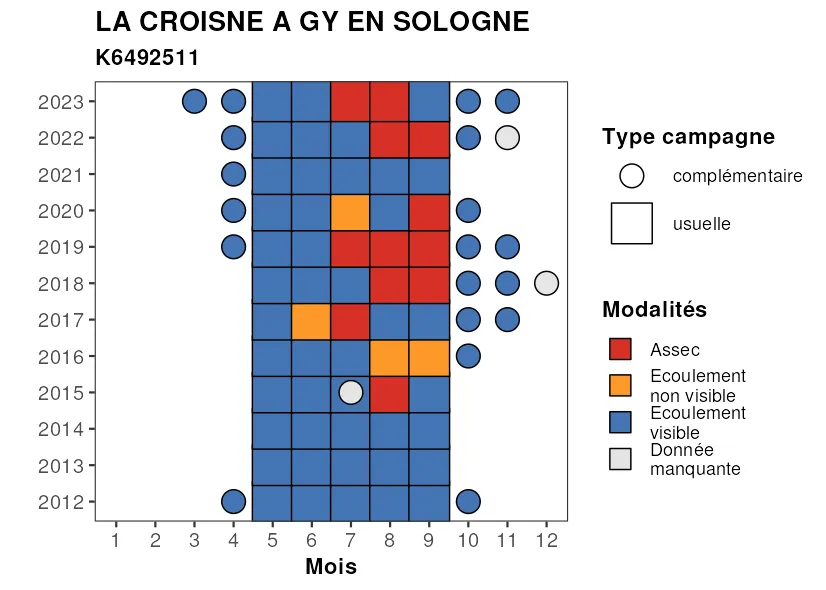 LA CROISNE A GY EN SOLOGNE
K6492511
2023
2022
2021
2020
2019
2018
2017
2016
2015
2014
2013
2012
1 2 3 4 5 6 7 8 9 10 11 12
Mois
Type campagne
complémentaire
usuelle
Modalités
Assec
Ecoulement
non visible
Ecoulement
visible
Donnée
manquante